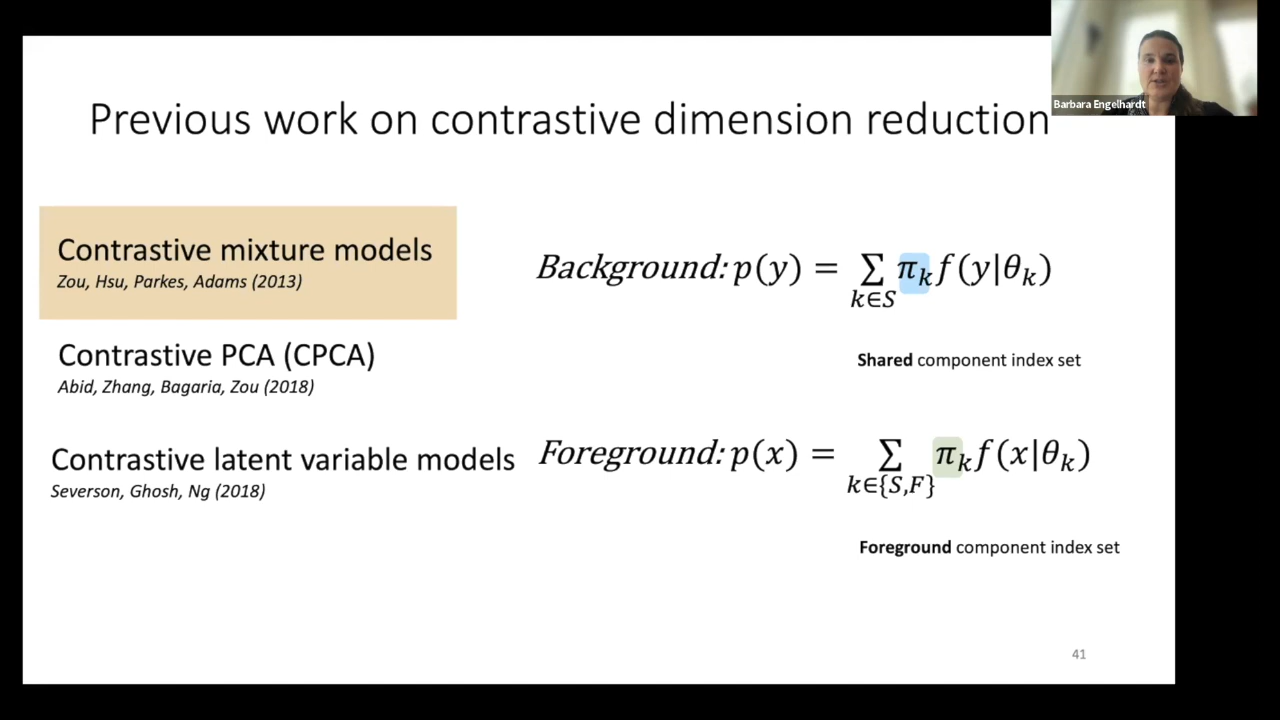 Barbara Engelhardt
Previous work on contrastive dimension reduction
Contrastive mixture models
Zou, Hsu, Parkes, Adams (2013)
Contrastive PCA (CPCA)
Abid, Zhang, Bagaria, Zou (2018)
Contrastive latent variable models
Severson, Ghosh, Ng (2018)
Background: p(y) = ∑ π_k f(y|θ_k)
k∈S
Shared component index set
Foreground: p(x) = ∑ π_k f(x|θ_k)
k∈{S,F}
Foreground component index set
41